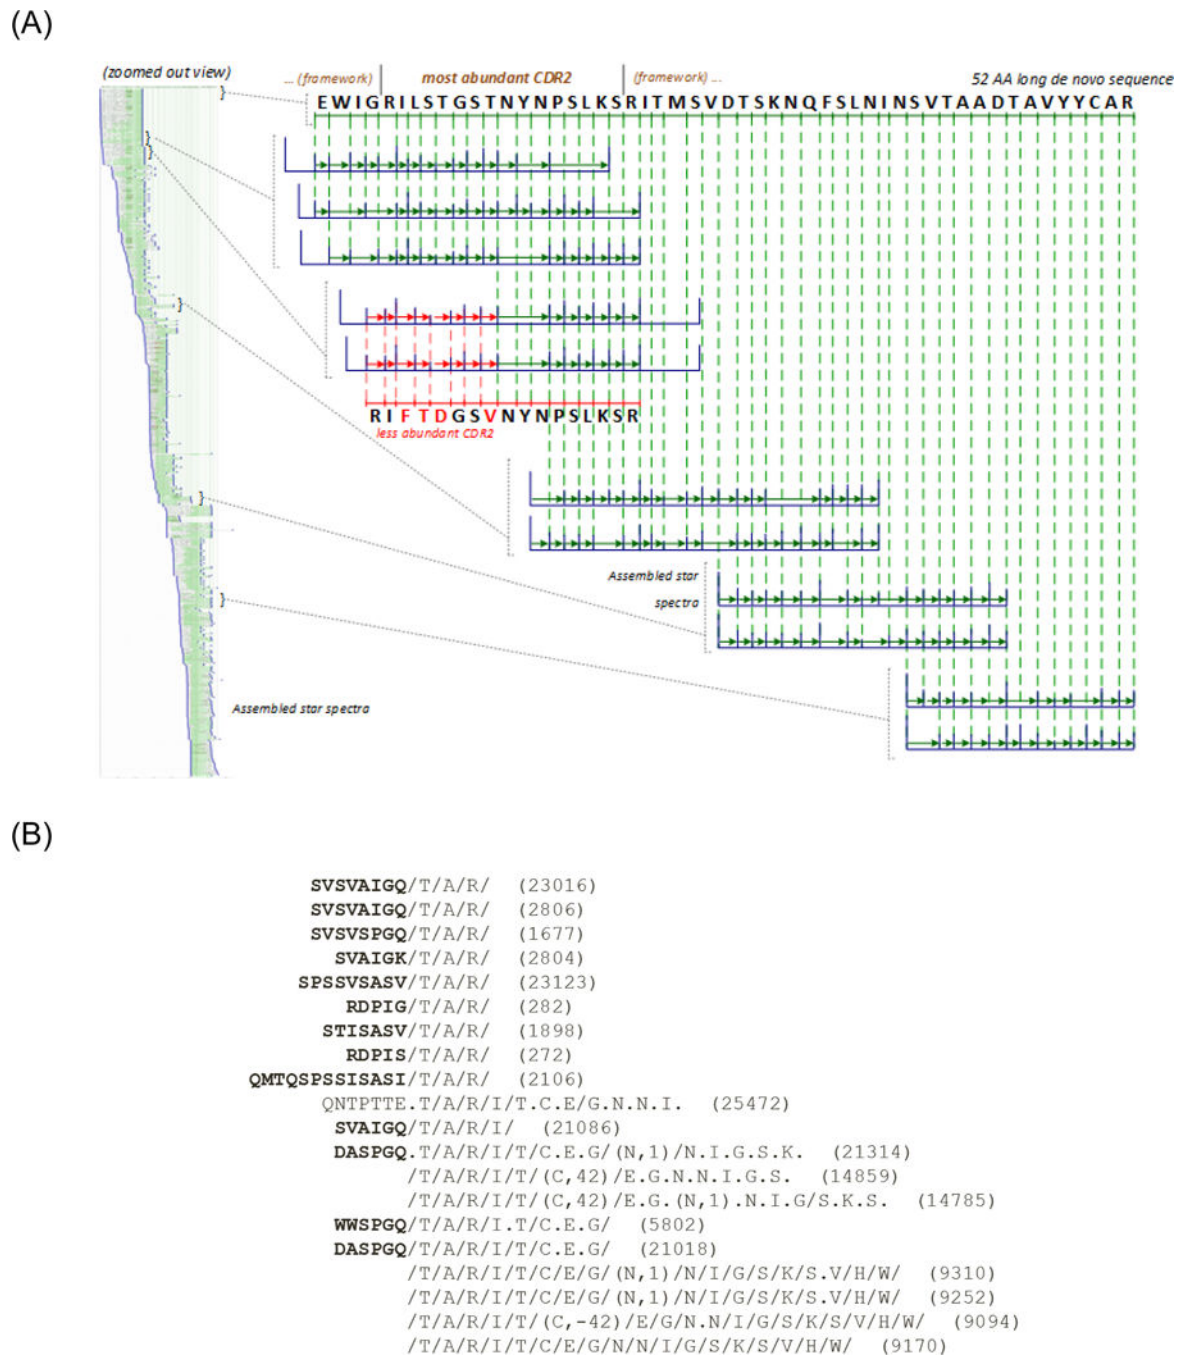 (A)
(zoomed out view)
... (framework)
most abundant CDR2
(framework) ...
52 AA long de novo sequence
EWIGRILSTGSTNYNPSLKSRITMSVDTSKNQFSLNINSVTAADTAVYYCAR
RIFTDGSVNYNPSLKSR
less abundant CDR2
Assembled star
spectra
Assembled star spectra
(B)
SVSVAIGQ/T/A/R/ (23016)
SVSVAIGQ/T/A/R/ (2806)
SVSVSPGQ/T/A/R/ (1677)
SVAIGK/T/A/R/ (2804)
SPSSVSASV/T/A/R/ (23123)
RDPIG/T/A/R/ (282)
STISASV/T/A/R/ (1898)
RDPIS/T/A/R/ (272)
QMTQSPSSISASI/T/A/R/ (2106)
QNTPTTE.T/A/R/I/T.C.E/G.N.N.I. (25472)
SVAIGQ/T/A/R/I/ (21086)
DASPGQ.T/A/R/I/T/C.E.G/(N,1)/N.I.G.S.K. (21314)
/T/A/R/I/T/(C,42)/E.G.N.N.I.G.S. (14859)
/T/A/R/I/T/(C,42)/E.G.(N,1).N.I.G/S.K.S. (14785)
WWSPGQ/T/A/R/I.T/C.E.G/ (5802)
DASPGQ/T/A/R/I/T/C.E.G/ (21018)
/T/A/R/I/T/C/E/G/(N,1)/N/I/G/S/K/S.V/H/W/ (9310)
/T/A/R/I/T/C/E/G/(N,1)/N/I/G/S/K/S.V/H/W/ (9252)
/T/A/R/I/T/(C,-42)/E/G/N.N/I/G/S/K/S/V/H/W/ (9094)
/T/A/R/I/T/C/E/G/N/N/I/G/S/K/S/V/H/W/ (9170)